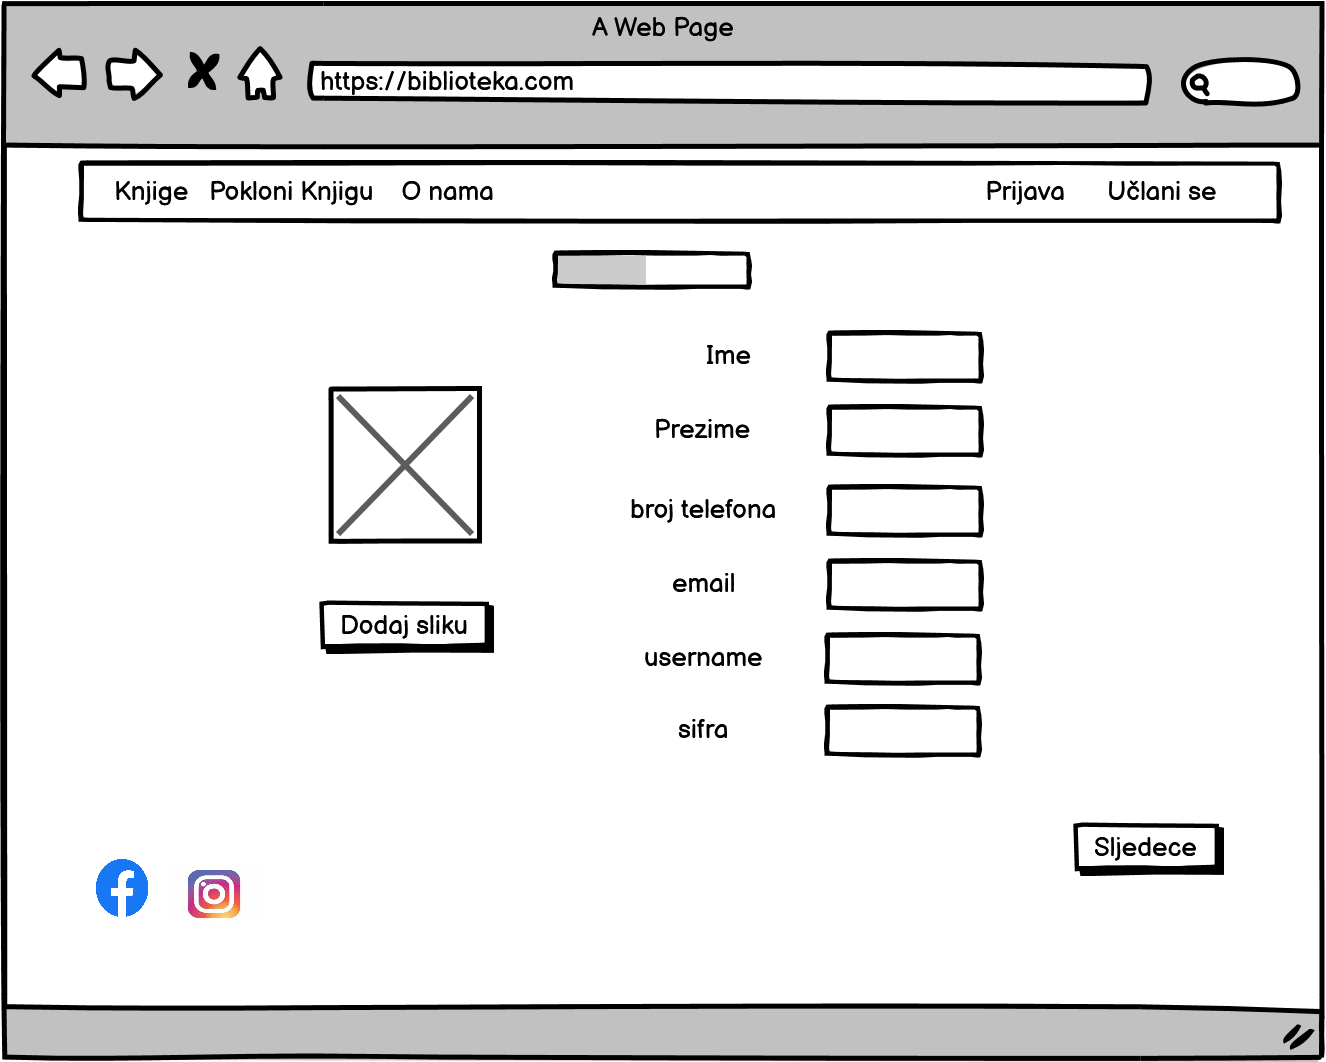 A Web Page
https://biblioteka.com
Knjige Pokloni Knjigu O nama Prijava Učlani se
Ime
Prezime
broj telefona
email
Dodaj sliku
username
sifra
Sljedece